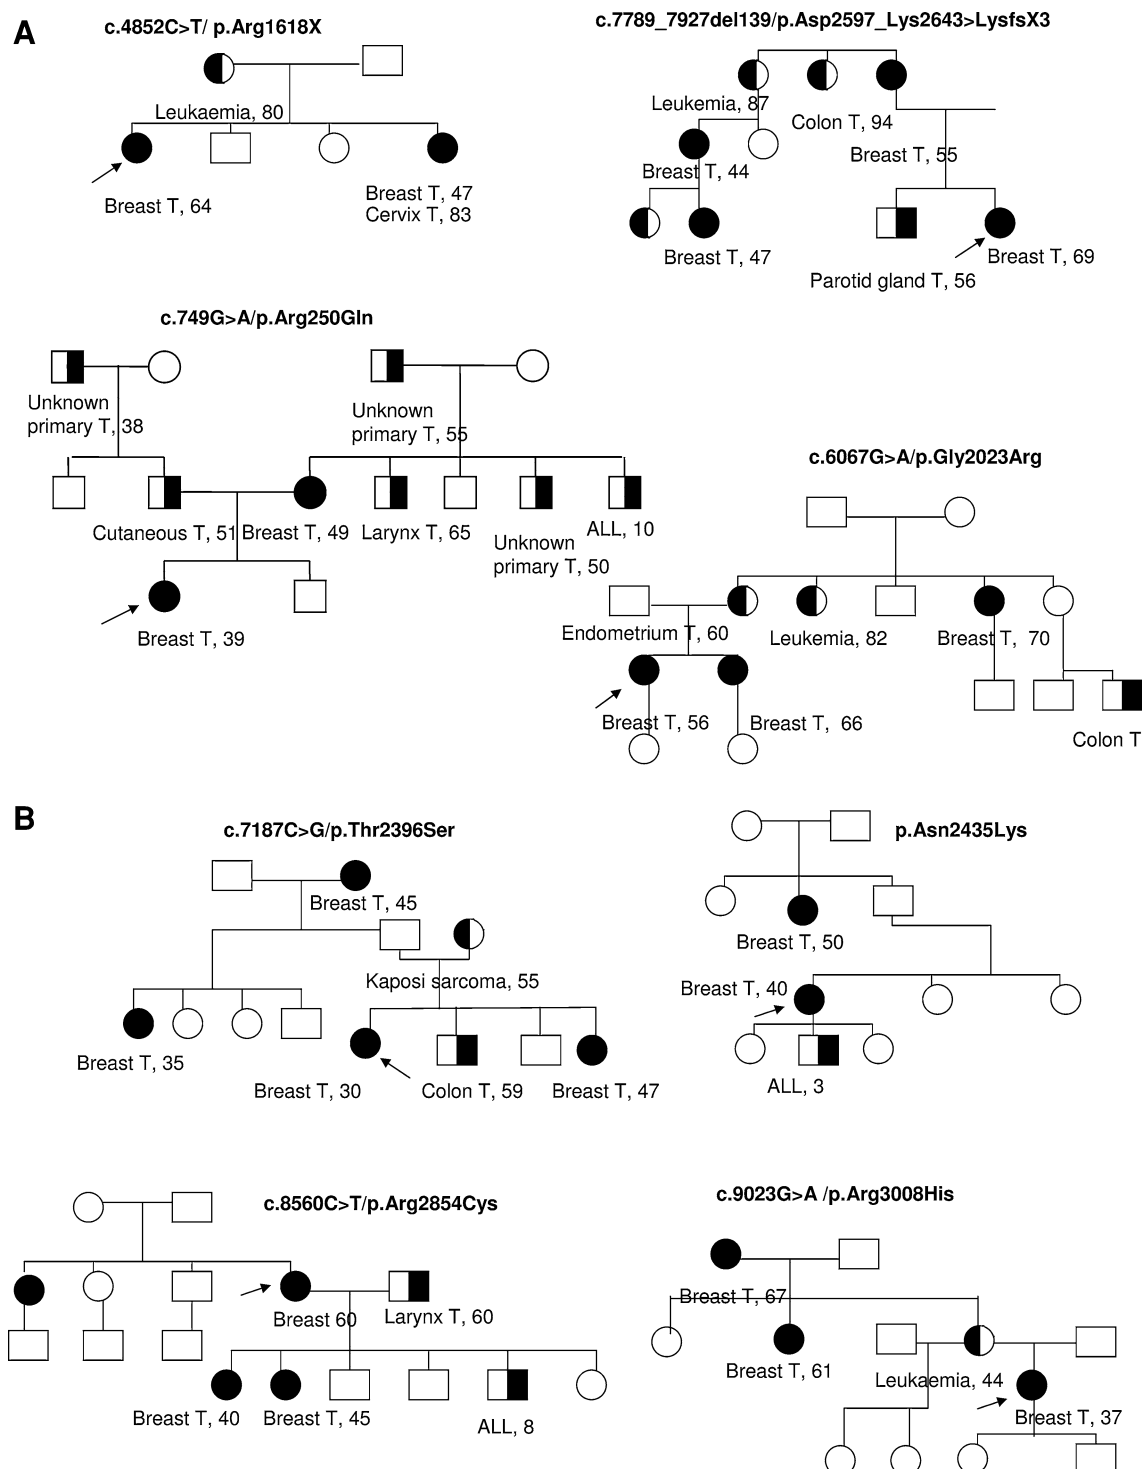 A
c.4852C>T/ p.Arg1618X
Leukaemia, 80
Breast T, 64
Breast T, 47
Cervix T, 83
c.7789_7927del139/p.Asp2597_Lys2643>LysfsX3
Leukemia, 87
Colon T, 94
Breast T, 55
Breast T, 44
Breast T, 47
Parotid gland T, 56
Breast T, 69
c.749G>A/p.Arg250Gln
Unknown
primary T, 38
Unknown
primary T, 55
Cutaneous T, 51
Breast T, 49
Larynx T, 65
Unknown
primary T, 50
ALL, 10
Breast T, 39
c.6067G>A/p.Gly2023Arg
Endometrium T, 60
Leukemia, 82
Breast T, 70
Breast T, 56
Breast T, 66
Colon T
B
c.7187C>G/p.Thr2396Ser
Breast T, 45
Kaposi sarcoma, 55
Breast T, 35
Breast T, 30
Colon T, 59
Breast T, 47
p.Asn2435Lys
Breast T, 50
Breast T, 40
ALL, 3
c.8560C>T/p.Arg2854Cys
Breast 60
Larynx T, 60
Breast T, 40
Breast T, 45
ALL, 8
c.9023G>A /p.Arg3008His
Breast T, 67
Breast T, 61
Leukaemia, 44
Breast T, 37